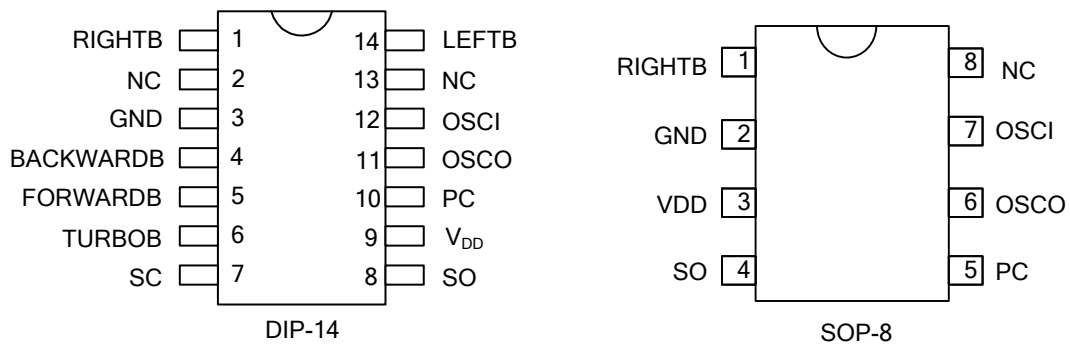 RIGHTB 1 14 LEFTB
NC 2 13 NC
GND 3 12 OSCI
BACKWARDB 4 11 OSCO
FORWARDB 5 10 PC
TURBOB 6 9 VDD
SC 7 8 SO
DIP-14
RIGHTB 1 8 NC
GND 2 7 OSCI
VDD 3 6 OSCO
SO 4 5 PC
SOP-8